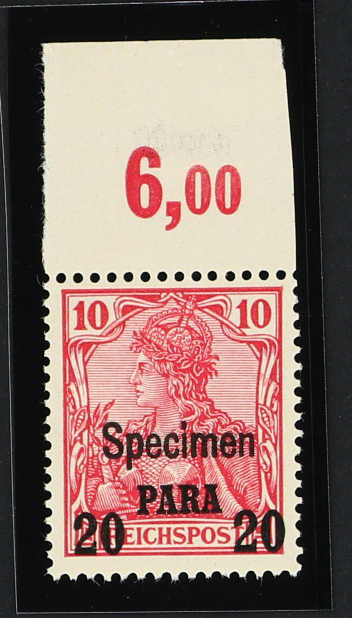 6,00
10 10
Specimen
PARA
20 20
REICHSPOST